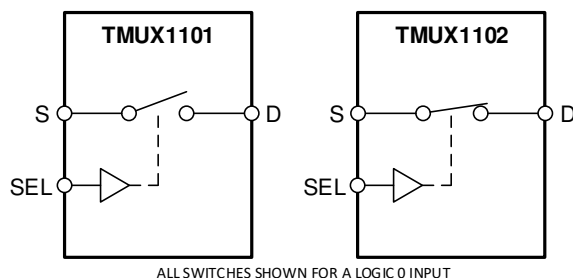 TMUX1101
TMUX1102
S
D
S
D
SEL
SEL
ALL SWITCHES SHOWN FOR A LOGIC 0 INPUT